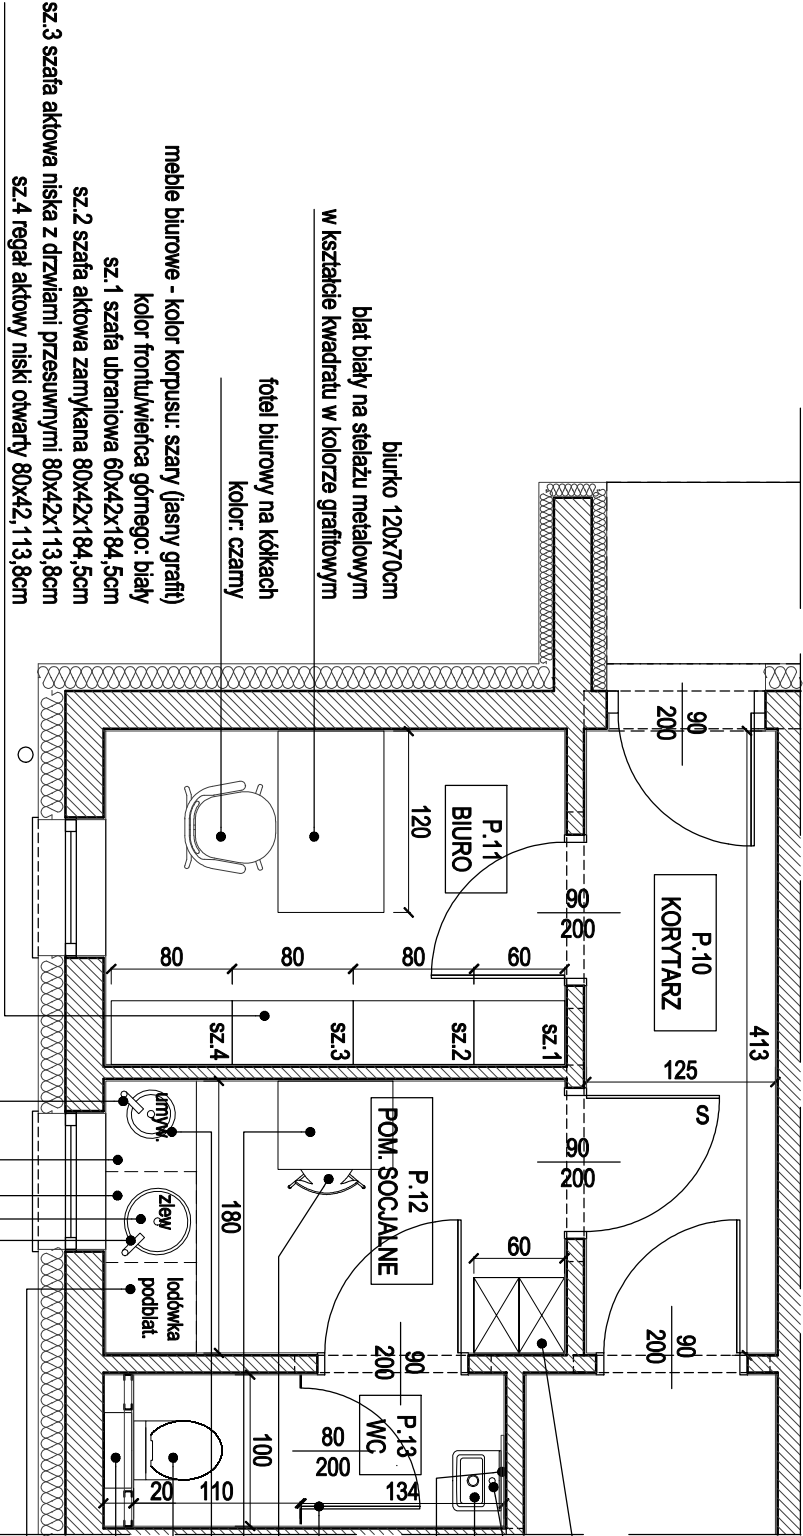 biurko 120x70cm
blat biały na stelażu metalowym
w kształcie kwadratu w kolorze grafitowym
fotel biurowy na kółkach
kolor: czarny
meble biurowe - kolor korpusu: szary (jasny grafit)
kolor frontu/wieńca górnego: biały
sz.1 szafa ubraniowa 60x42x184,5cm
sz.2 szafa aktowa zamykana 80x42x184,5cm
sz.3 szafa aktowa niska z drzwiami przesuwnymi 80x42x113,8cm
sz.4 regał aktowy niski otwarty 80x42,113,8cm
90
200
P.10
KORYTARZ
413
125
S
90
200
90
200
90
200
P.11
BIURO
120
60
80
80
80
sz.1
sz.2
sz.3
sz.4
P.12
POM. SOCJALNE
60
180
umyw.
zlew
lodówka
podblat.
90
200
P.13
WC
80
200
100
134
110
20